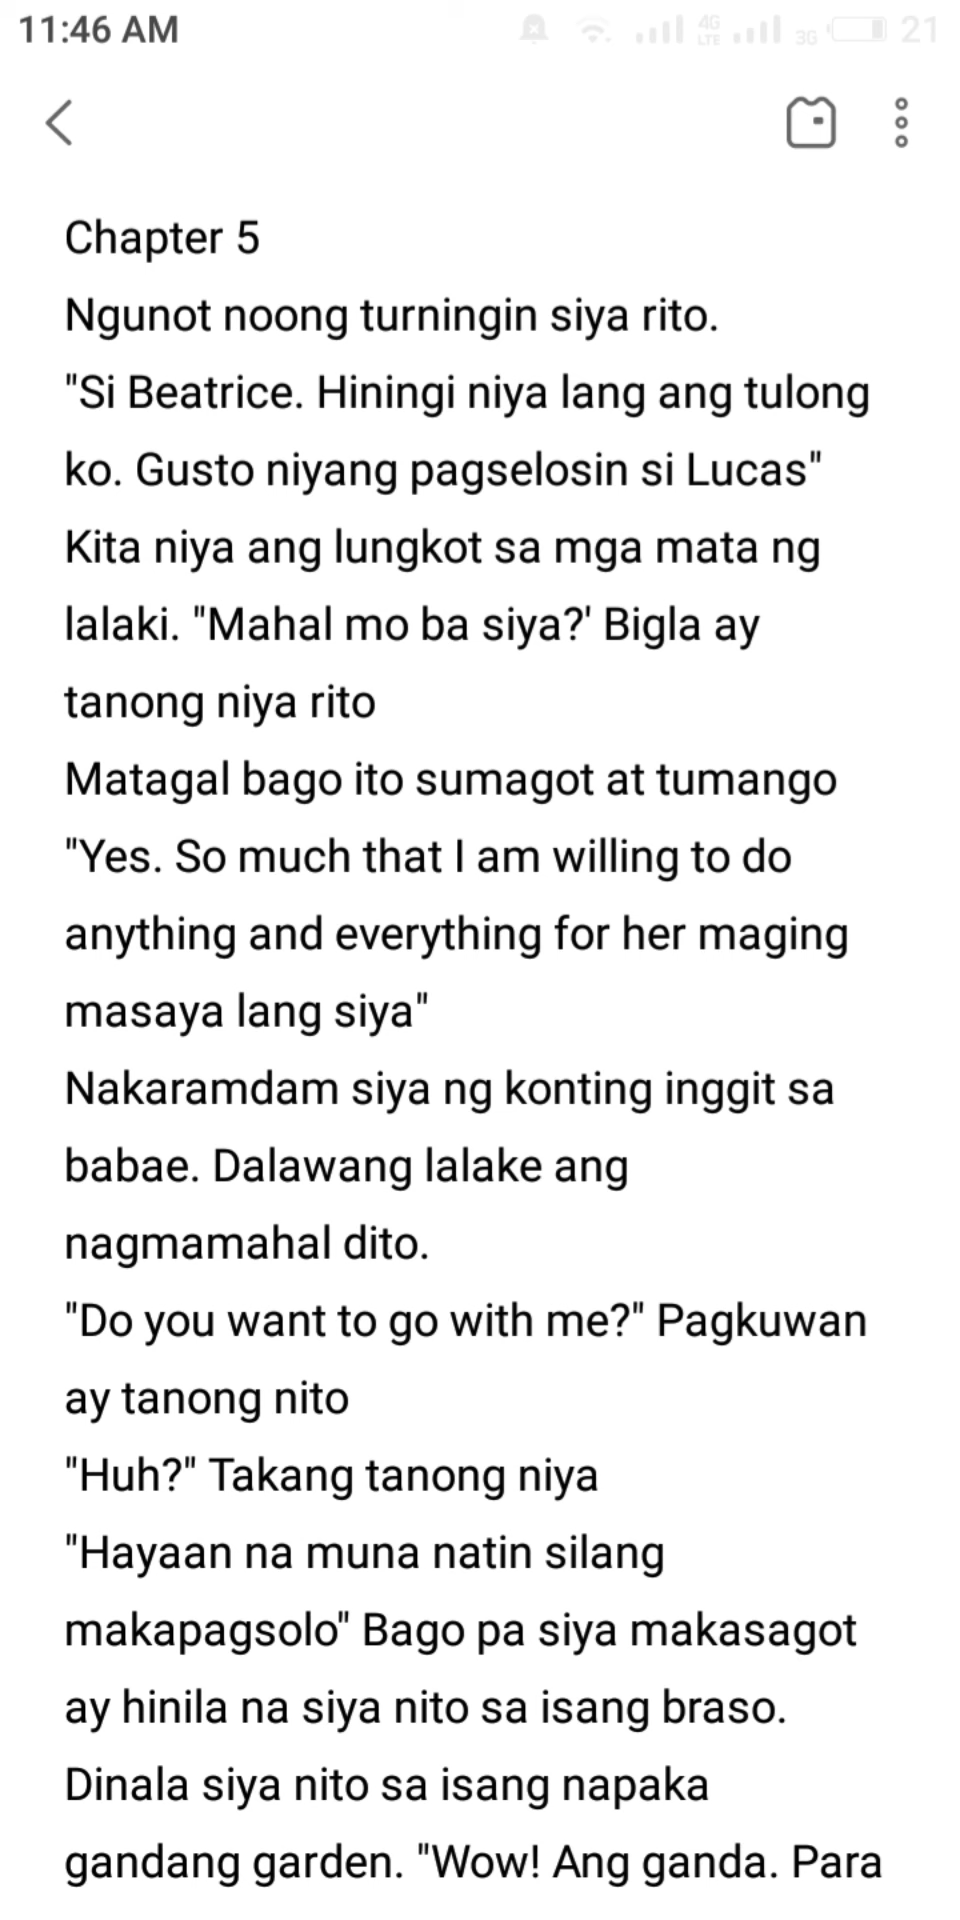 11:46 AM
4G
LTE
3G
21
Chapter 5
Ngunot noong turningin siya rito.
"Si Beatrice. Hiningi niya lang ang tulong
ko. Gusto niyang pagselosin si Lucas"
Kita niya ang lungkot sa mga mata ng
lalaki. "Mahal mo ba siya?' Bigla ay
tanong niya rito
Matagal bago ito sumagot at tumango
"Yes. So much that I am willing to do
anything and everything for her maging
masaya lang siya"
Nakaramdam siya ng konting inggit sa
babae. Dalawang lalake ang
nagmamahal dito.
"Do you want to go with me?" Pagkuwan
ay tanong nito
"Huh?" Takang tanong niya
"Hayaan na muna natin silang
makapagsolo" Bago pa siya makasagot
ay hinila na siya nito sa isang braso.
Dinala siya nito sa isang napaka
gandang garden. "Wow! Ang ganda. Para